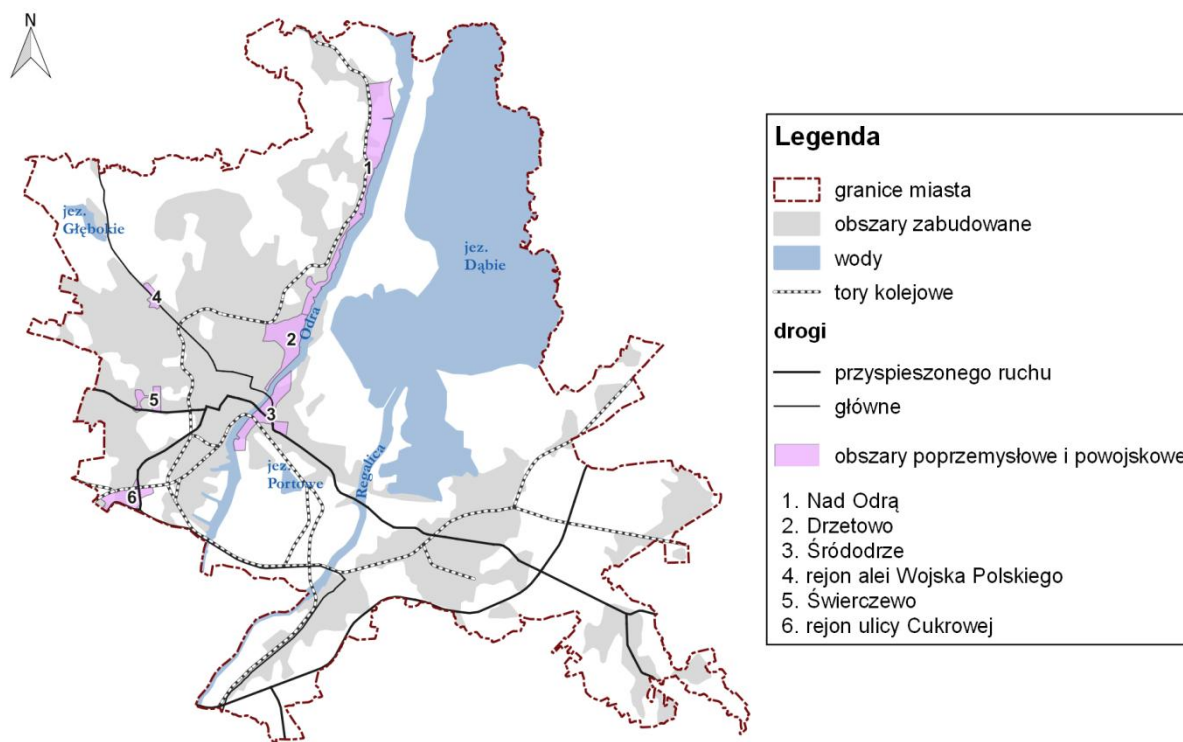 N
jez.
Głębokie
jez.
Dąbie
Odra
jez.
Portowe
Regalica
1
2
3
4
5
6
Legenda
granice miasta
obszary zabudowane
wody
tory kolejowe
drogi
przyspieszonego ruchu
główne
obszary poprzemysłowe i powojskowe
1. Nad Odrą
2. Drzetowo
3. Śródodrze
4. rejon alei Wojska Polskiego
5. Świerczewo
6. rejon ulicy Cukrowej